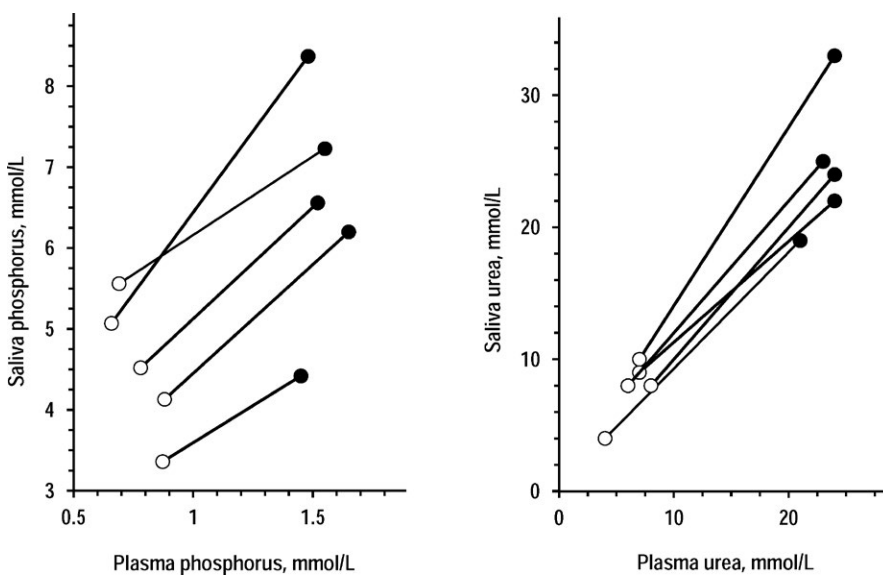 8
7
6
5
4
3
Saliva phosphorus, mmol/L
0.5 1 1.5
Plasma phosphorus, mmol/L
30
20
10
0
Saliva urea, mmol/L
0 10 20
Plasma urea, mmol/L